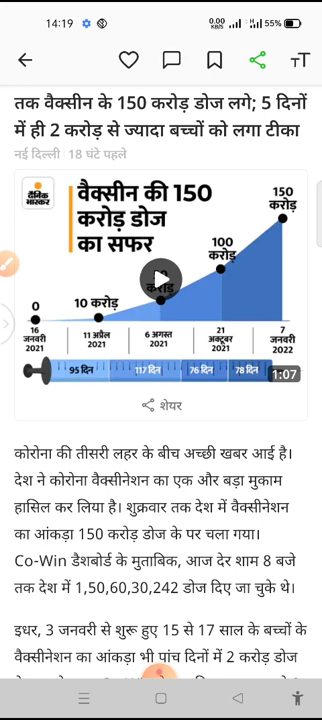 14:19
0.00
KB/S
55%
TT
तक वैक्सीन के 150 करोड़ डोज लगे; 5 दिनों
में ही 2 करोड़ से ज्यादा बच्चों को लगा टीका
नई दिल्ली 18 घंटे पहले
दैनिक
भास्कर
वैक्सीन की 150
करोड़ डोज
का सफर
150
करोड़
100
करोड़
करोड़
10 करोड़
0
16
जनवरी
2021
11 अप्रैल
2021
6 अगस्त
2021
21
अक्टूबर
2021
7
जनवरी
2022
95 दिन
117 दिन
76 दिन
78 दिन
1:07
शेयर
कोरोना की तीसरी लहर के बीच अच्छी खबर आई है।
देश ने कोरोना वैक्सीनेशन का एक और बड़ा मुकाम
हासिल कर लिया है। शुक्रवार तक देश में वैक्सीनेशन
का आंकड़ा 150 करोड़ डोज के पर चला गया।
Co-Win डैशबोर्ड के मुताबिक, आज देर शाम 8 बजे
तक देश में 1,50,60,30,242 डोज दिए जा चुके थे।
इधर, 3 जनवरी से शुरू हुए 15 से 17 साल के बच्चों के
वैक्सीनेशन का आंकड़ा भी पांच दिनों में 2 करोड़ डोज